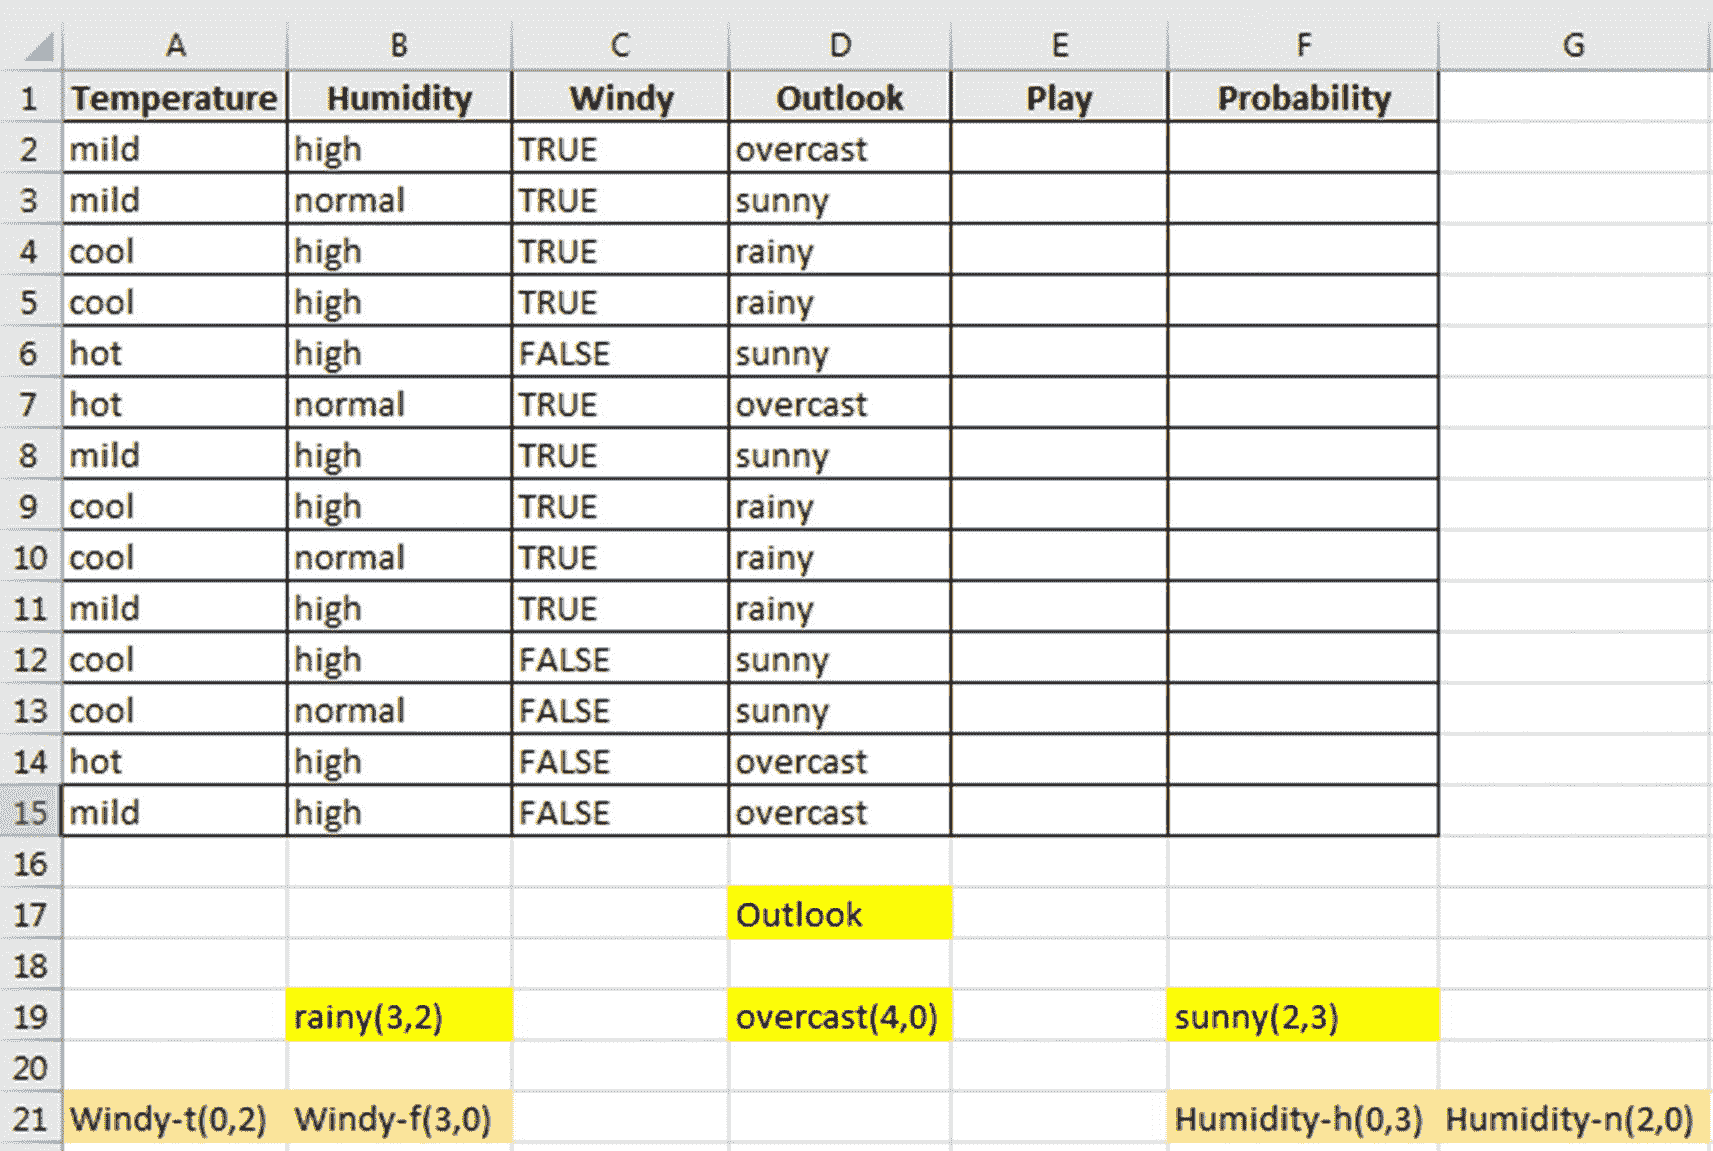 A B C D E F G
1 Temperature Humidity Windy Outlook Play Probability
2 mild high TRUE overcast
3 mild normal TRUE sunny
4 cool high TRUE rainy
5 cool high TRUE rainy
6 hot high FALSE sunny
7 hot normal TRUE overcast
8 mild high TRUE sunny
9 cool high TRUE rainy
10 cool normal TRUE rainy
11 mild high TRUE rainy
12 cool high FALSE sunny
13 cool normal FALSE sunny
14 hot high FALSE overcast
15 mild high FALSE overcast
16
17 Outlook
18
19 rainy(3,2) overcast(4,0) sunny(2,3)
20
21 Windy-t(0,2) Windy-f(3,0) Humidity-h(0,3) Humidity-n(2,0)